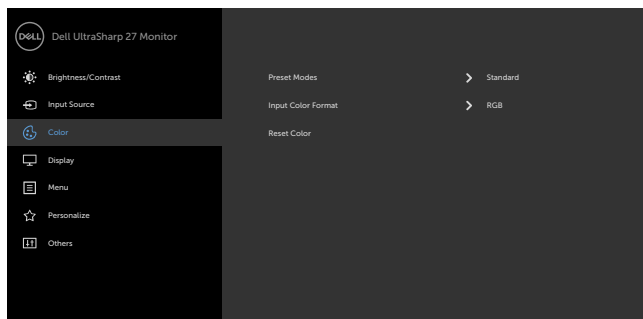 DELL Dell UltraSharp 27 Monitor
Brightness/Contrast
Preset Modes Standard
Input Source
Input Color Format RGB
Color
Reset Color
Display
Menu
Personalize
Others